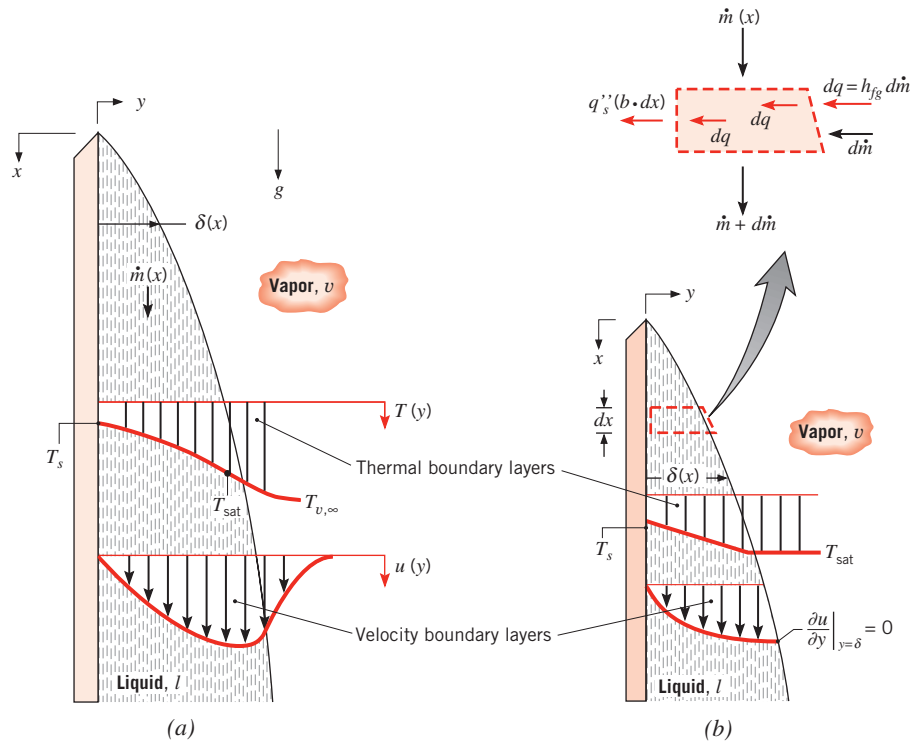 ṁ (x)
q''s (b • dx)
dq = hfg dṁ
dq
dq
dṁ
ṁ + dṁ
y
x
g
δ(x)
ṁ (x)
Vapor, v
T (y)
Ts
Thermal boundary layers
Tsat
Tv,∞
u (y)
Velocity boundary layers
Liquid, l
(a)
y
x
dx
Vapor, v
δ(x)
Ts
Tsat
∂u/∂y|y=δ = 0
Liquid, l
(b)